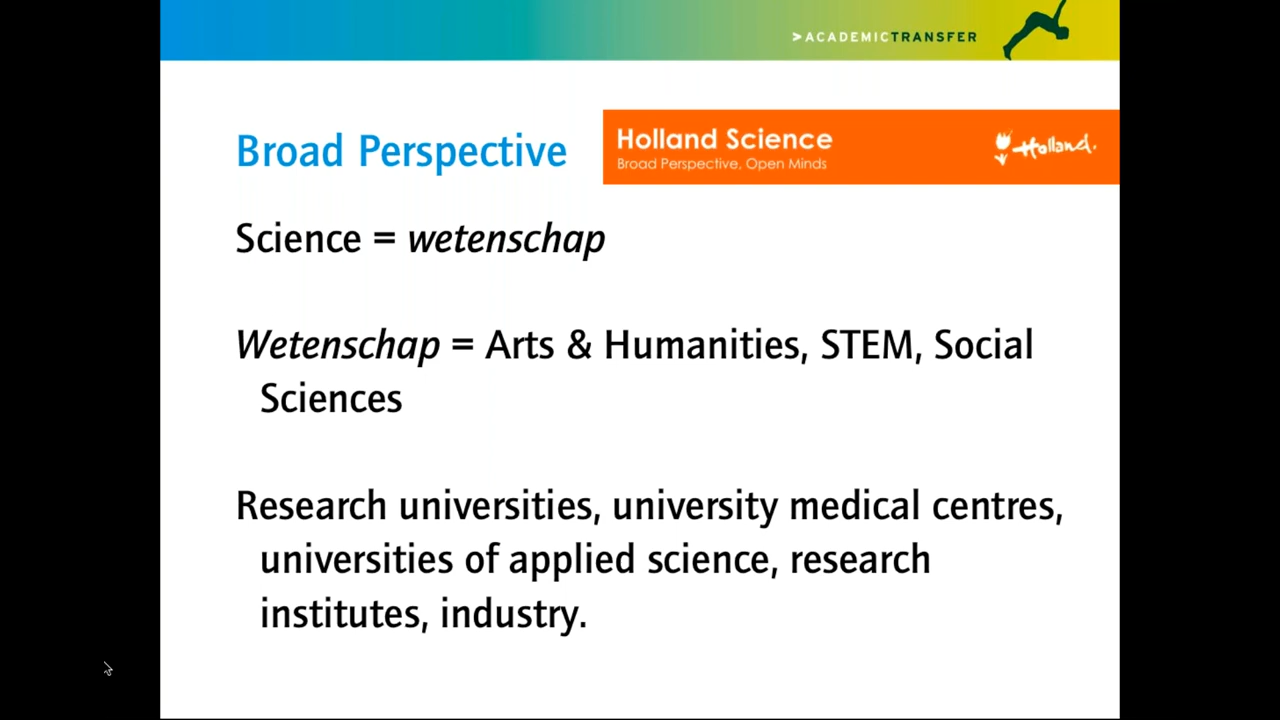 >ACADEMICTRANSFER
Broad Perspective
Holland Science
Broad Perspective, Open Minds
Holland.
Science = wetenschap
Wetenschap = Arts & Humanities, STEM, Social
Sciences
Research universities, university medical centres,
universities of applied science, research
institutes, industry.